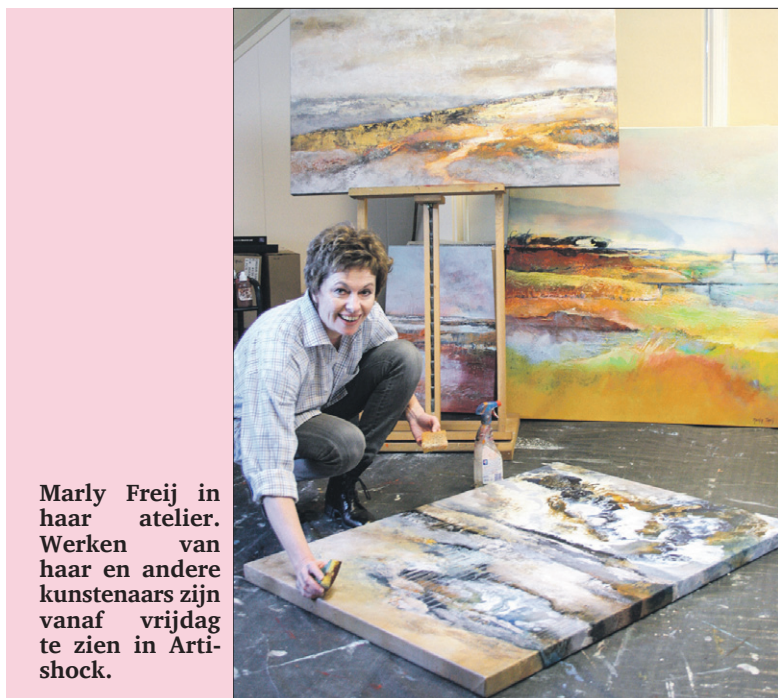 Marly Freij in
haar atelier.
Werken van
haar en andere
kunstenaars zijn
vanaf vrijdag
te zien in Arti-
shock.